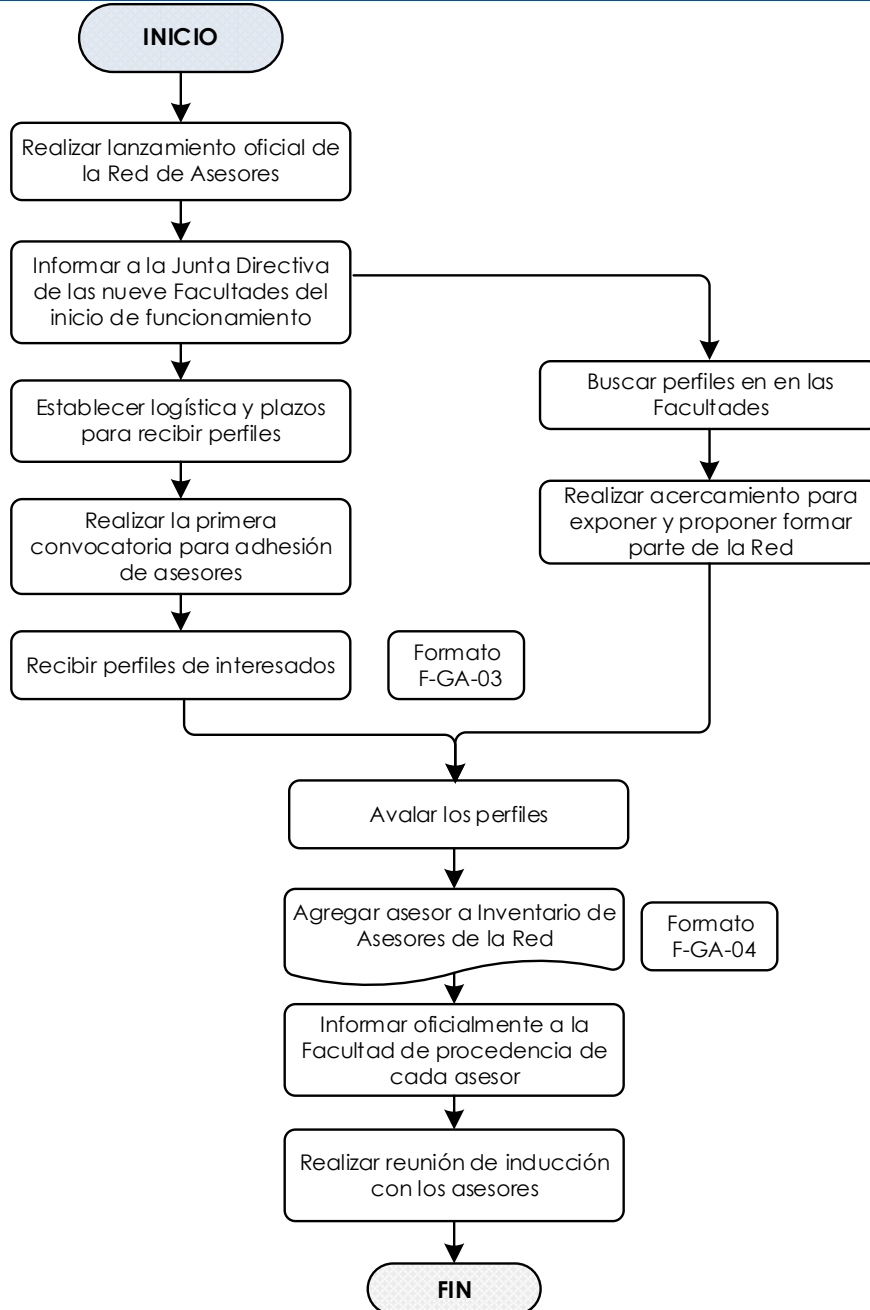 INICIO
Realizar lanzamiento oficial de
la Red de Asesores
Informar a la Junta Directiva
de las nueve Facultades del
inicio de funcionamiento
Establecer logística y plazos
para recibir perfiles
Realizar la primera
convocatoria para adhesión
de asesores
Recibir perfiles de interesados
Formato
F-GA-03
Buscar perfiles en en las
Facultades
Realizar acercamiento para
exponer y proponer formar
parte de la Red
Avalar los perfiles
Agregar asesor a Inventario de
Asesores de la Red
Formato
F-GA-04
Informar oficialmente a la
Facultad de procedencia de
cada asesor
Realizar reunión de inducción
con los asesores
FIN